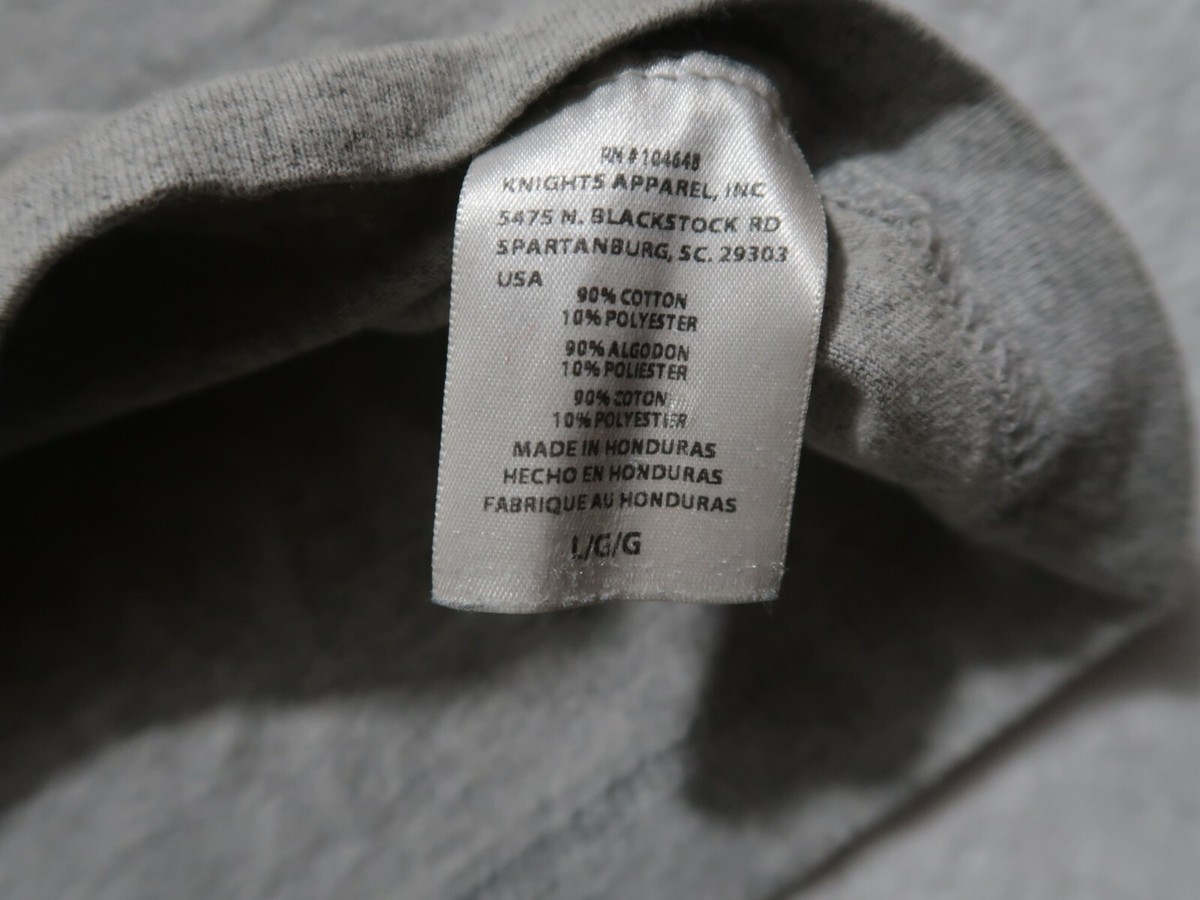 RN # 104648
KNIGHTS APPAREL, INC
5475 N. BLACKSTOCK RD
SPARTANBURG, SC. 29303
USA
90% COTTON
10% POLYESTER
90% ALGODON
10% POLIESTER
90% COTON
10% POLYESTIER
MADE IN HONDURAS
HECHO EN HONDURAS
FABRIQUE AU HONDURAS
L/G/G